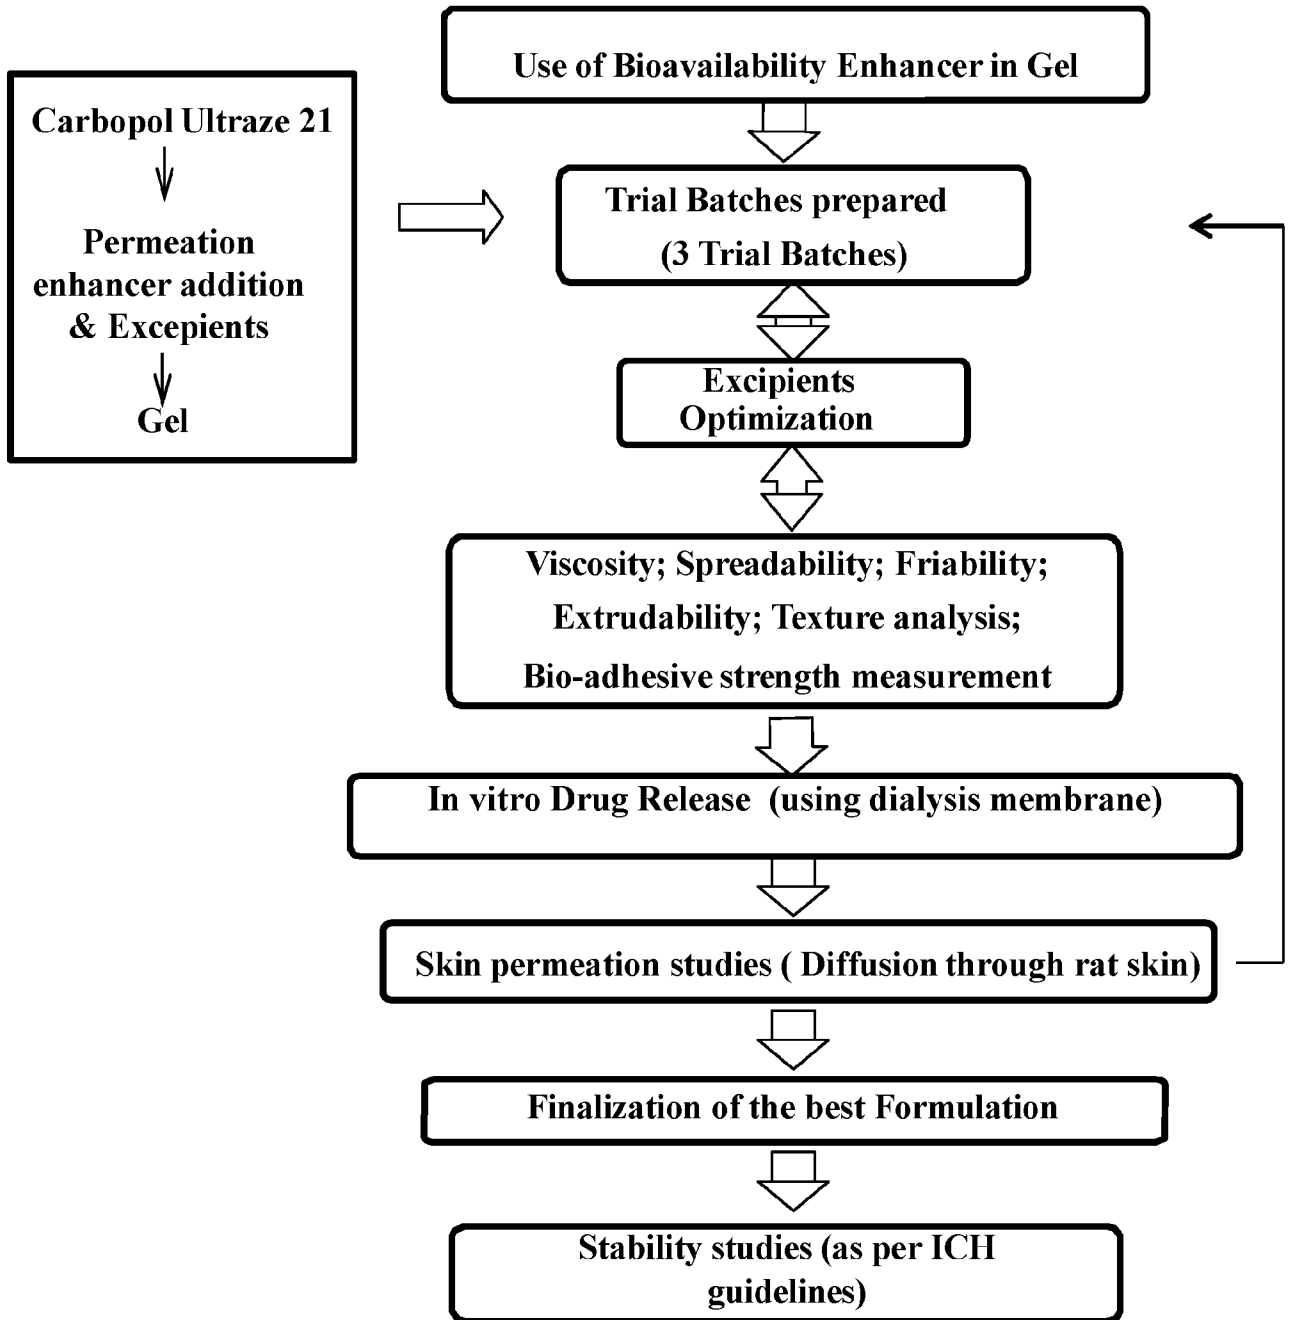 Use of Bioavailability Enhancer in Gel
Carbopol Ultraze 21
Permeation
enhancer addition
& Excepients
Gel
Trial Batches prepared
(3 Trial Batches)
Excipients
Optimization
Viscosity; Spreadability; Friability;
Extrudability; Texture analysis;
Bio-adhesive strength measurement
In vitro Drug Release (using dialysis membrane)
Skin permeation studies ( Diffusion through rat skin)
Finalization of the best Formulation
Stability studies (as per ICH
guidelines)